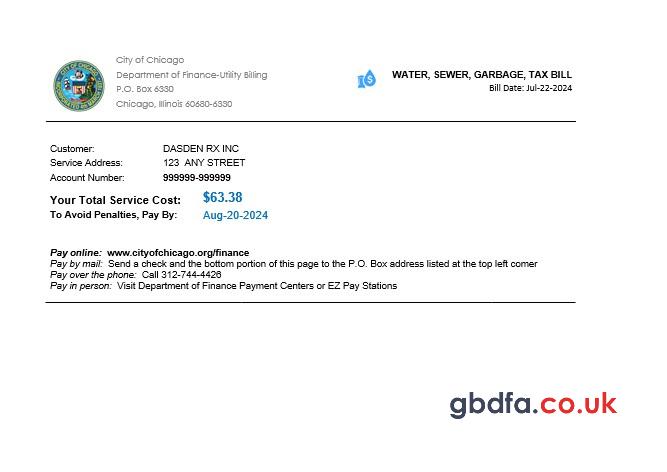 City of Chicago
Department of Finance-Utility Billing
P.O. Box 6330
Chicago, Illinois 60680-6330
WATER, SEWER, GARBAGE, TAX BILL
Bill Date: Jul-22-2024
Customer: DASDEN RX INC
Service Address: 123 ANY STREET
Account Number: 999999-999999
Your Total Service Cost: $63.38
To Avoid Penalties, Pay By: Aug-20-2024
Pay online: www.cityofchicago.org/finance
Pay by mail: Send a check and the bottom portion of this page to the P.O. Box address listed at the top left corner
Pay over the phone: Call 312-744-4426
Pay in person: Visit Department of Finance Payment Centers or EZ Pay Stations
gbdfa.co.uk